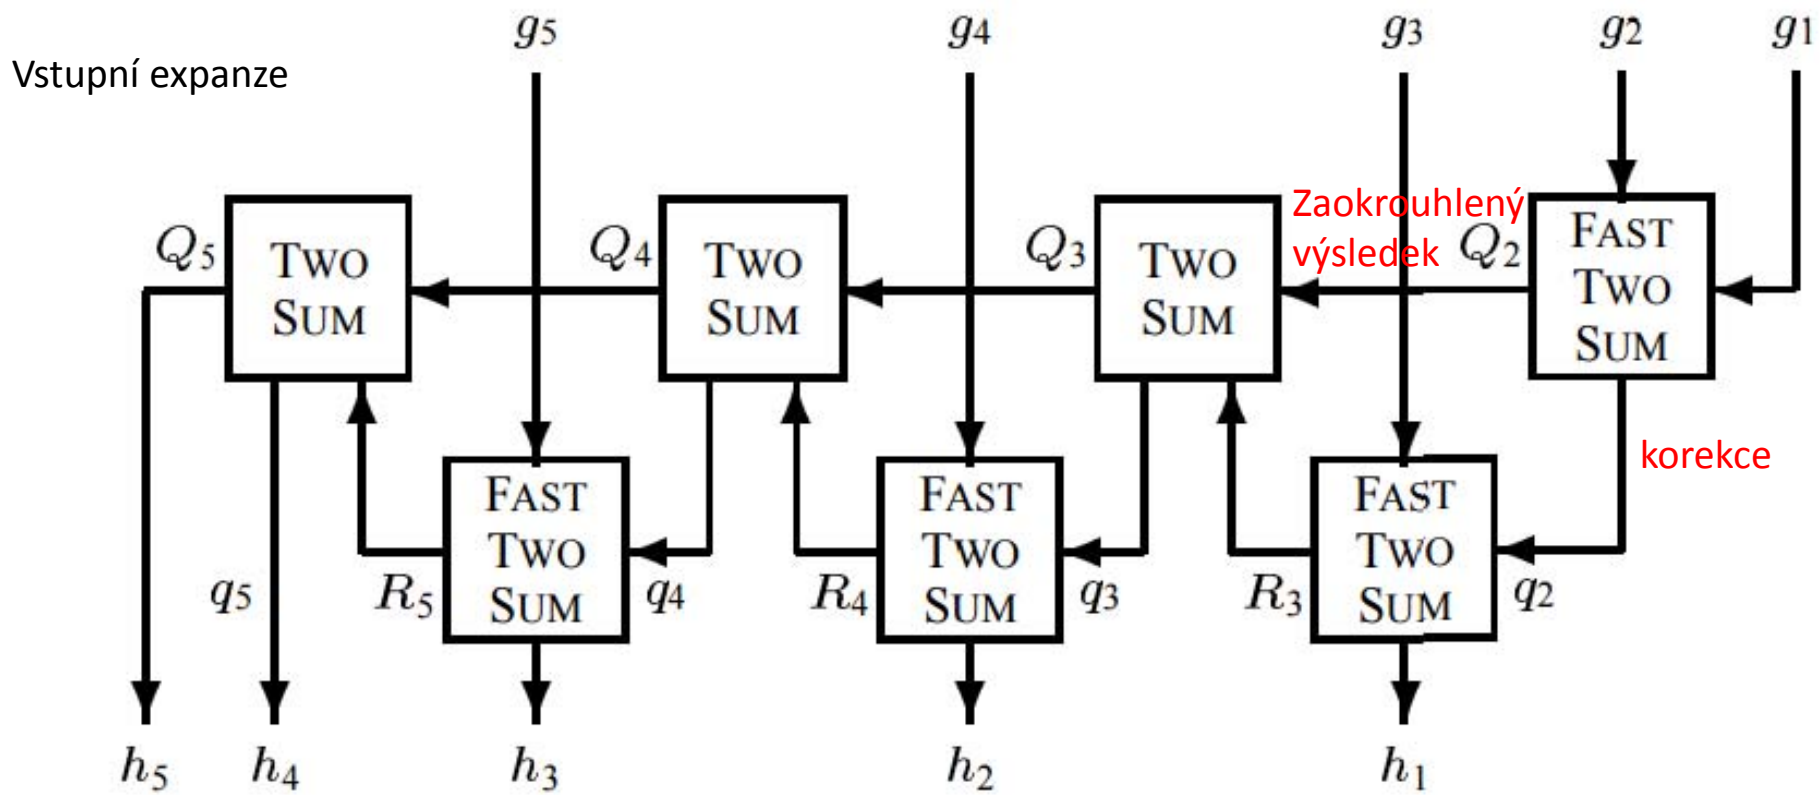 g5 g4 g3 g2 g1
Vstupní expanze
Zaokrouhlený
výsledek
Q5 Q4 Q3 Q2
TWO
SUM
TWO
SUM
TWO
SUM
FAST
TWO
SUM
korekce
FAST
TWO
SUM
FAST
TWO
SUM
FAST
TWO
SUM
q5 R5 q4 R4 q3 R3 q2
h5 h4 h3 h2 h1